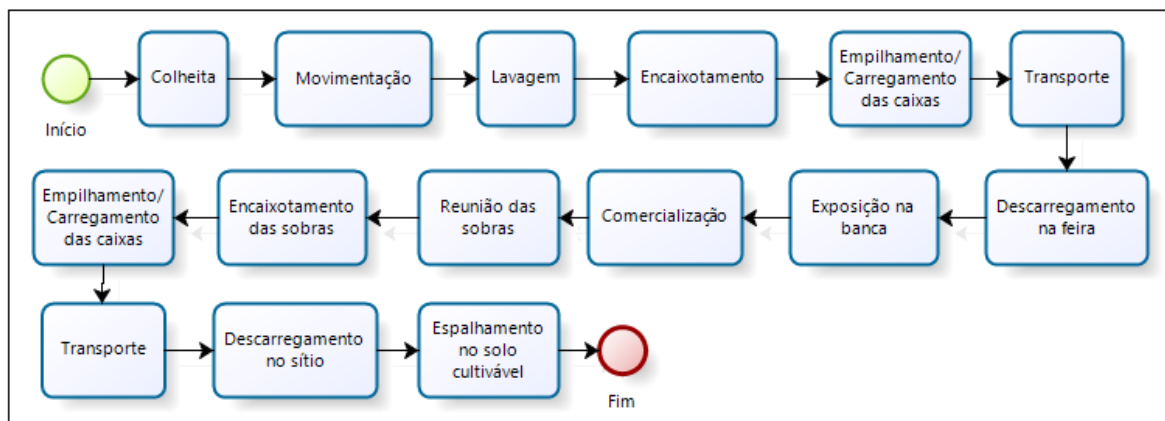 Início
Colheita
Movimentação
Lavagem
Encaixotamento
Empilhamento/
Carregamento
das caixas
Transporte
Descarregamento
na feira
Exposição na
banca
Comercialização
Reunião das
sobras
Encaixotamento
das sobras
Empilhamento/
Carregamento
das caixas
Transporte
Descarregamento
no sítio
Espalhamento
no solo
cultivável
Fim